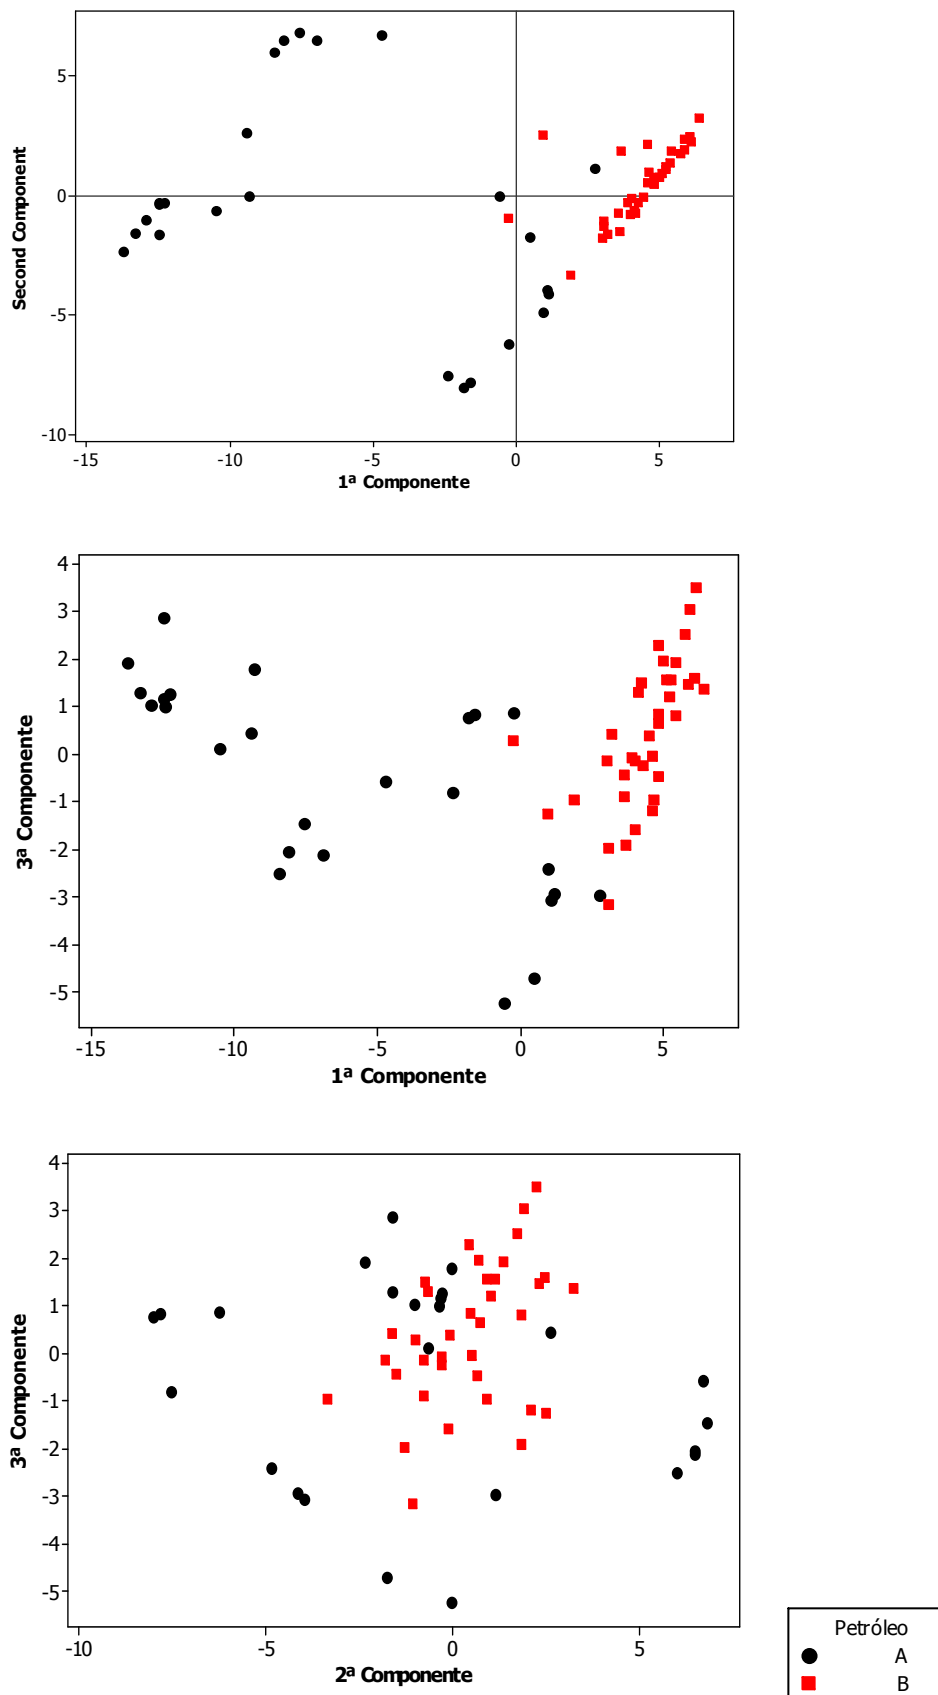 5
0
-5
-10
Second Component
-15 -10 -5 0 5
1ª Componente
4
3
2
1
0
-1
-2
-3
-4
-5
3ª Componente
-15 -10 -5 0 5
1ª Componente
4
3
2
1
0
-1
-2
-3
-4
-5
3ª Componente
-10 -5 0 5
2ª Componente
Petróleo
A
B